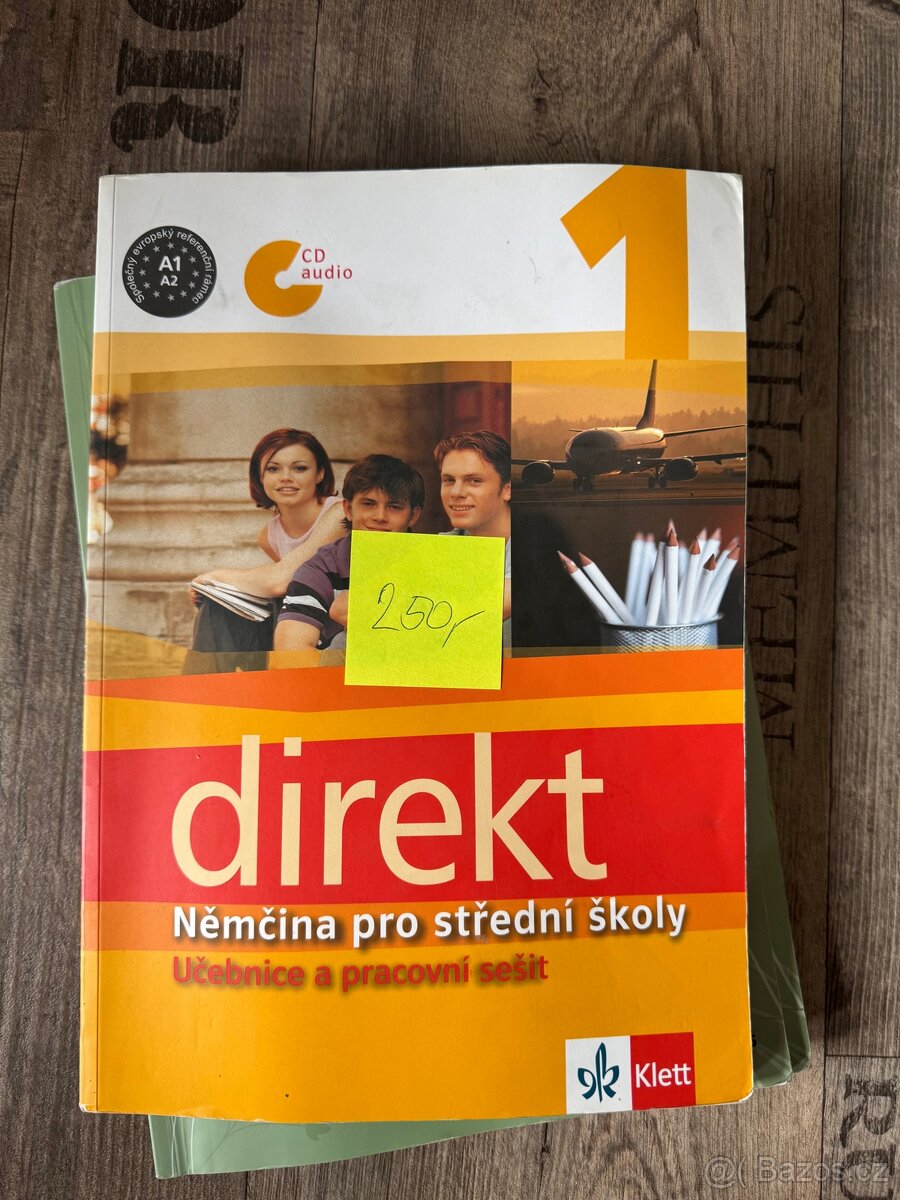 Společný evropský referenční rámec
A1
A2
CD
audio
1
250,-
direkt
Němčina pro střední školy
Učebnice a pracovní sešit
Klett
Bazos.cz